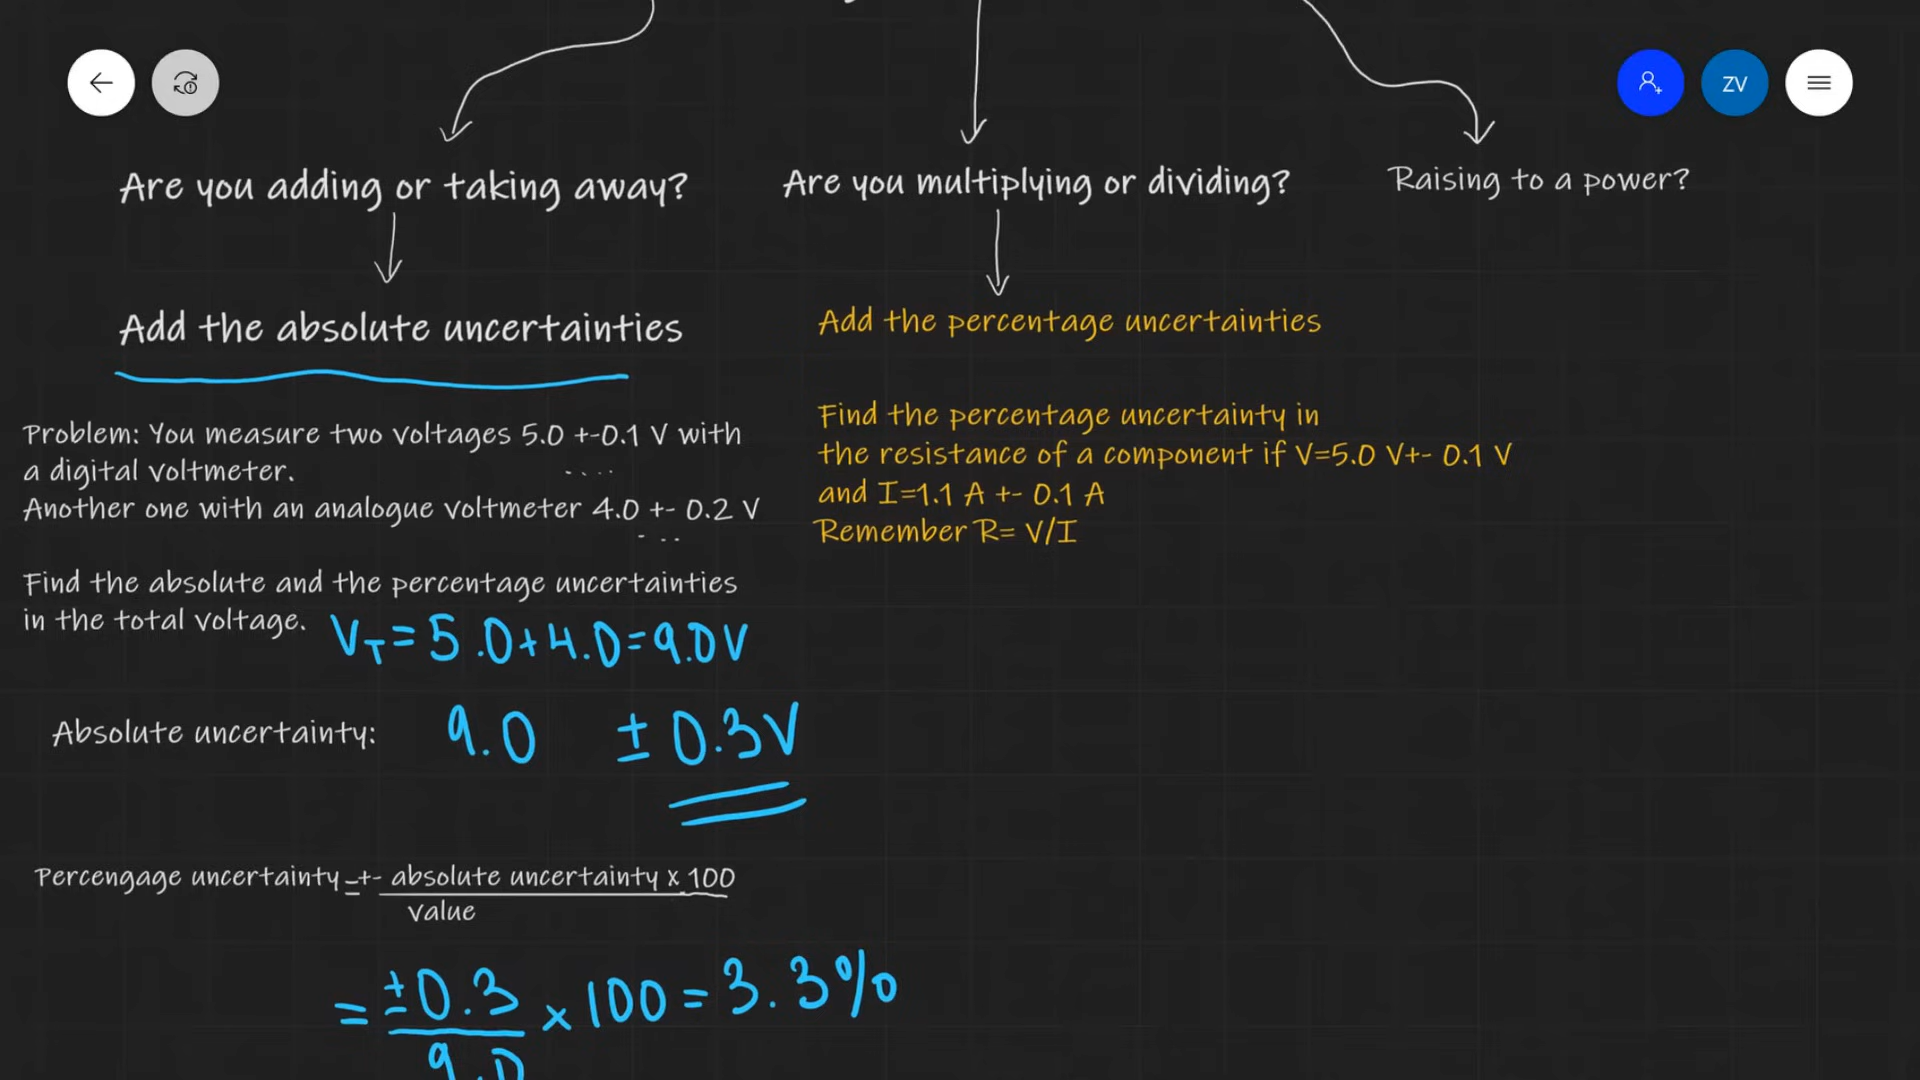 ZV
Are you adding or taking away?
Are you multiplying or dividing?
Raising to a power?
Add the absolute uncertainties
Add the percentage uncertainties
Problem: You measure two voltages 5.0 +-0.1 V with
a digital voltmeter.
Another one with an analogue voltmeter 4.0 +- 0.2 V
Find the absolute and the percentage uncertainties
in the total voltage.
V_T = 5.0+4.0=9.0V
Absolute uncertainty: 9.0 ± 0.3V
Percengage uncertainty =+- absolute uncertainty x 100
value
= ±0.3 × 100 = 3.3%
9.0
Find the percentage uncertainty in
the resistance of a component if V=5.0 V+- 0.1 V
and I=1.1 A +- 0.1 A
Remember R= V/I